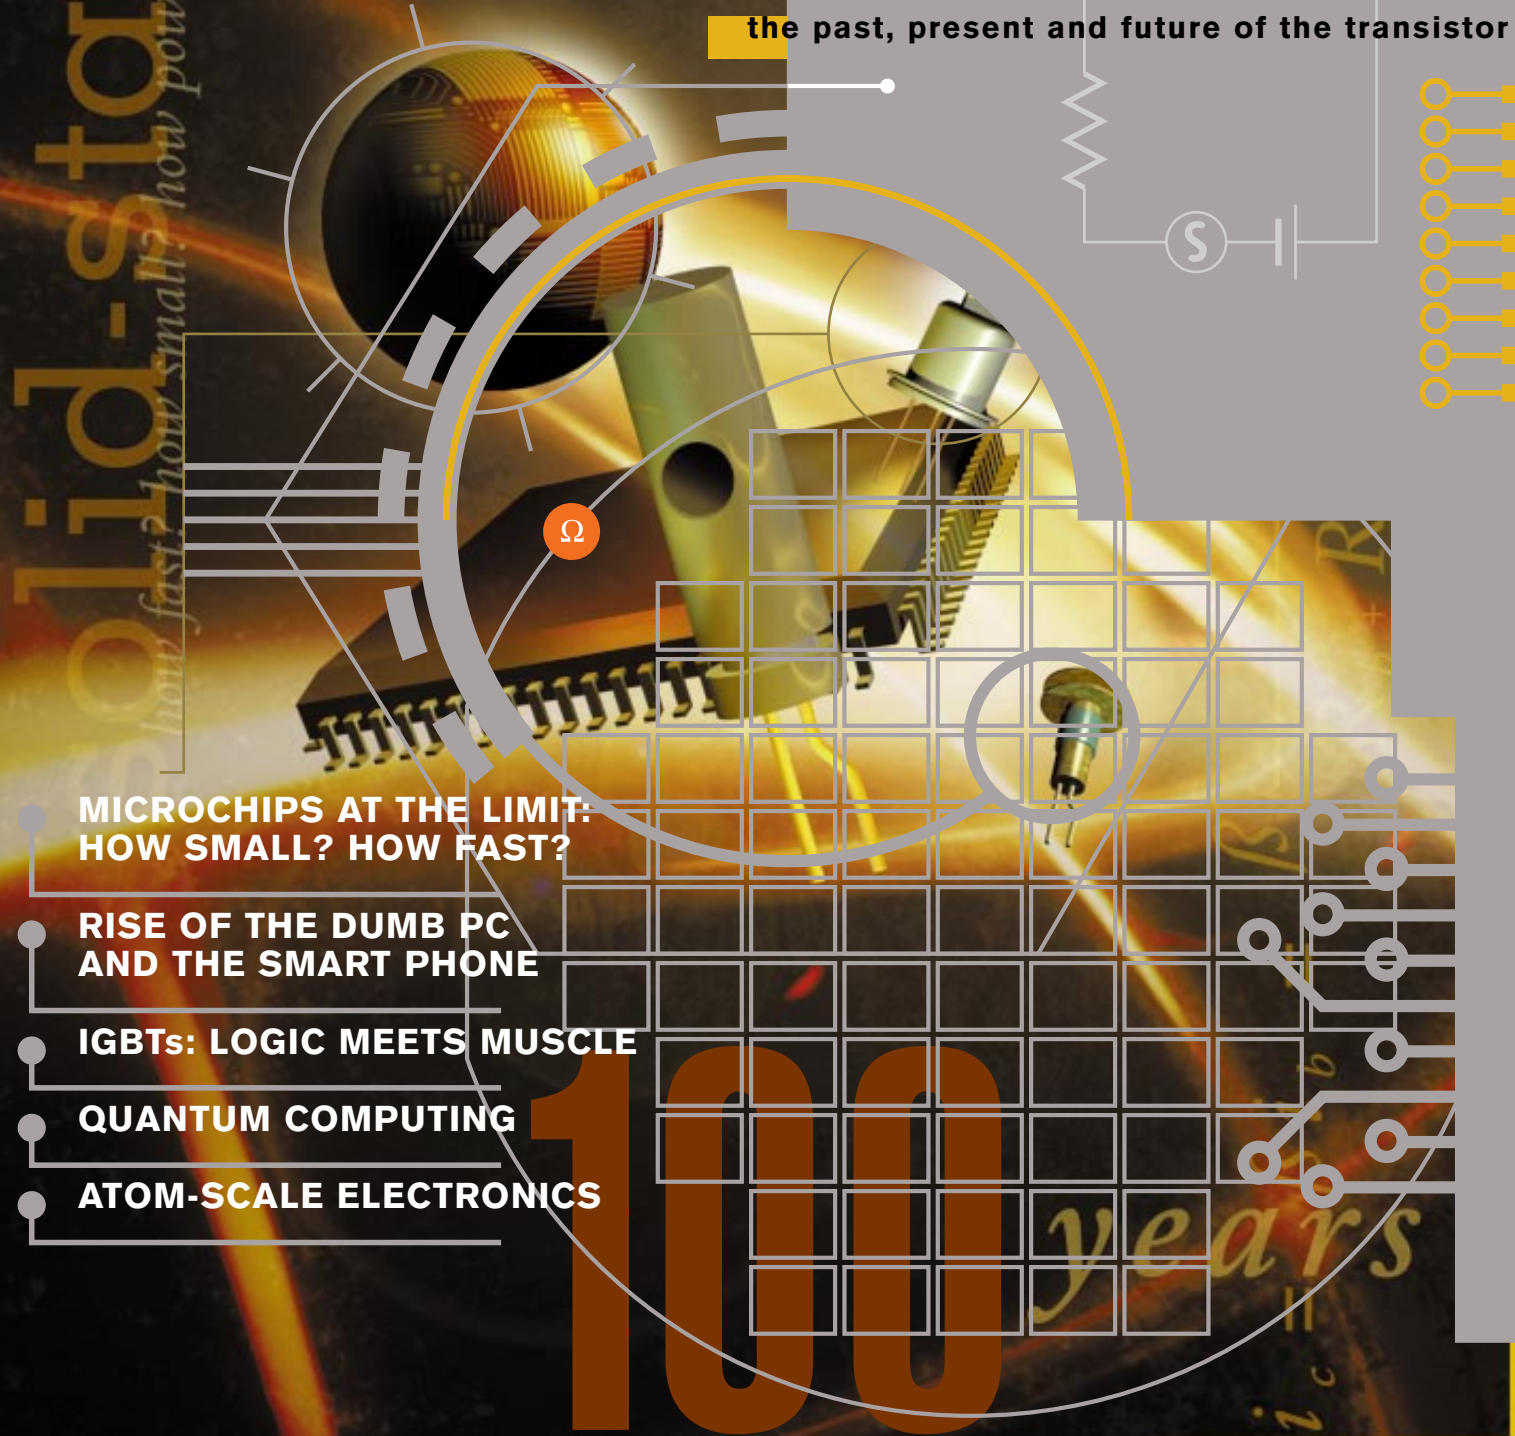 the past, present and future of the transistor
solid-sta
how fast? how small? how pow
S
Ω
R
+
β
MICROCHIPS AT THE LIMIT:
HOW SMALL? HOW FAST?
RISE OF THE DUMB PC
AND THE SMART PHONE
IGBTs: LOGIC MEETS MUSCLE
QUANTUM COMPUTING
ATOM-SCALE ELECTRONICS
100
years
i c =